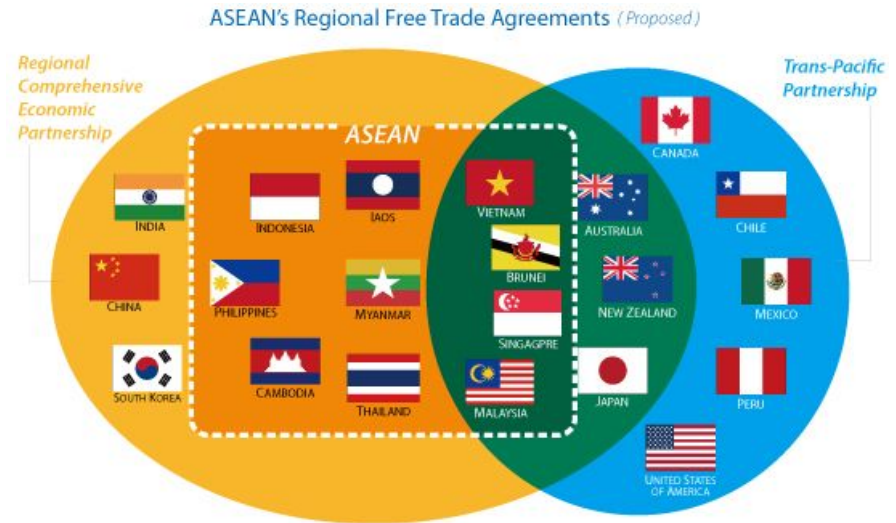 ASEAN's Regional Free Trade Agreements (Proposed)
Regional
Comprehensive
Economic
Partnership
Trans-Pacific
Partnership
ASEAN
CANADA
INDIA
INDONESIA
lAOS
VIETNAM
AUSTRALIA
CHILE
CHINA
PHILIPPINES
MYANMAR
BRUNEI
NEW ZEALAND
MEXICO
SINGAGPRE
SOUTH KOREA
CAMBODIA
THAILAND
MALAYSIA
JAPAN
PERU
UNITED STATES
OF AMERICA